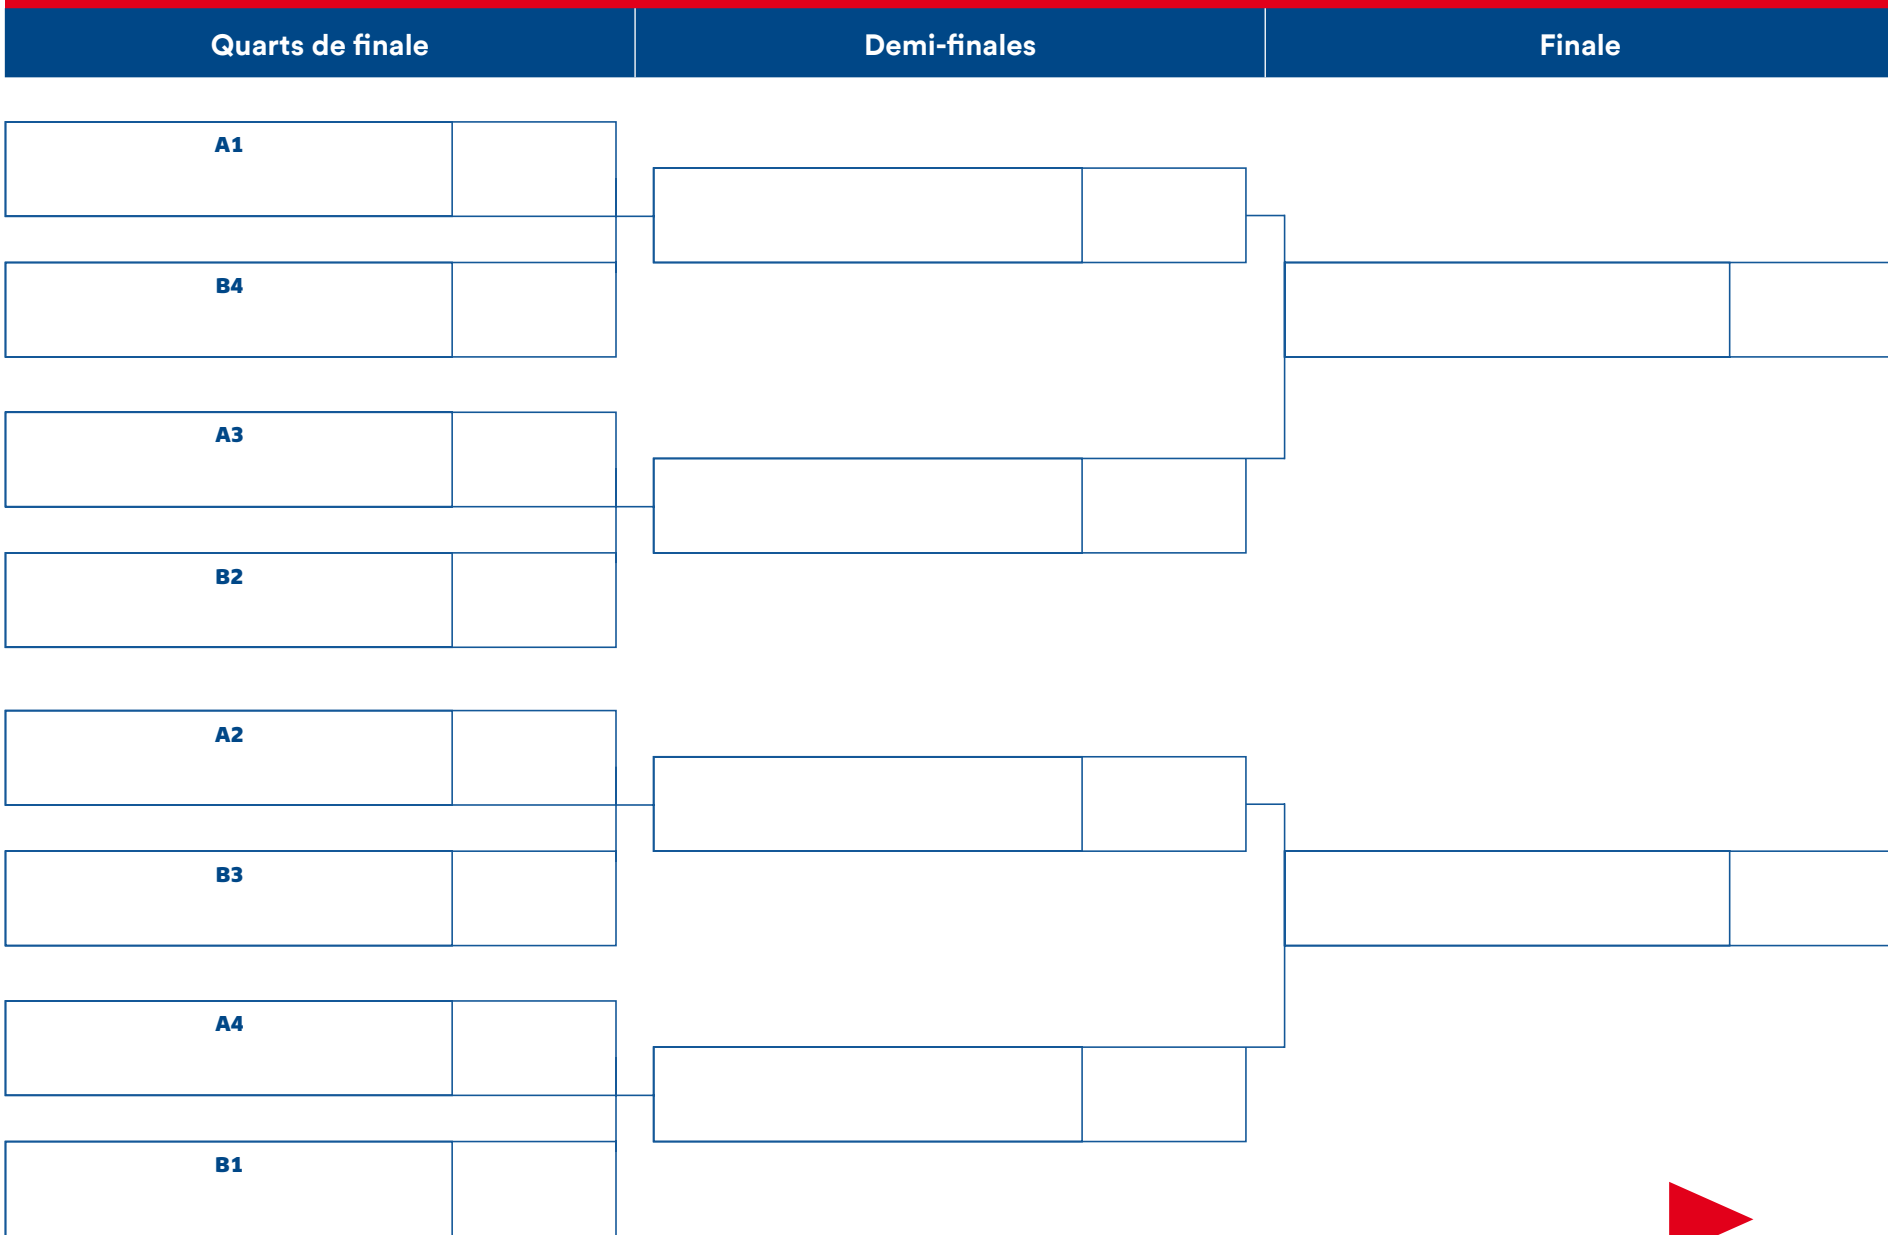 Quarts de finale
Demi-finales
Finale
A1
B4
A3
B2
A2
B3
A4
B1